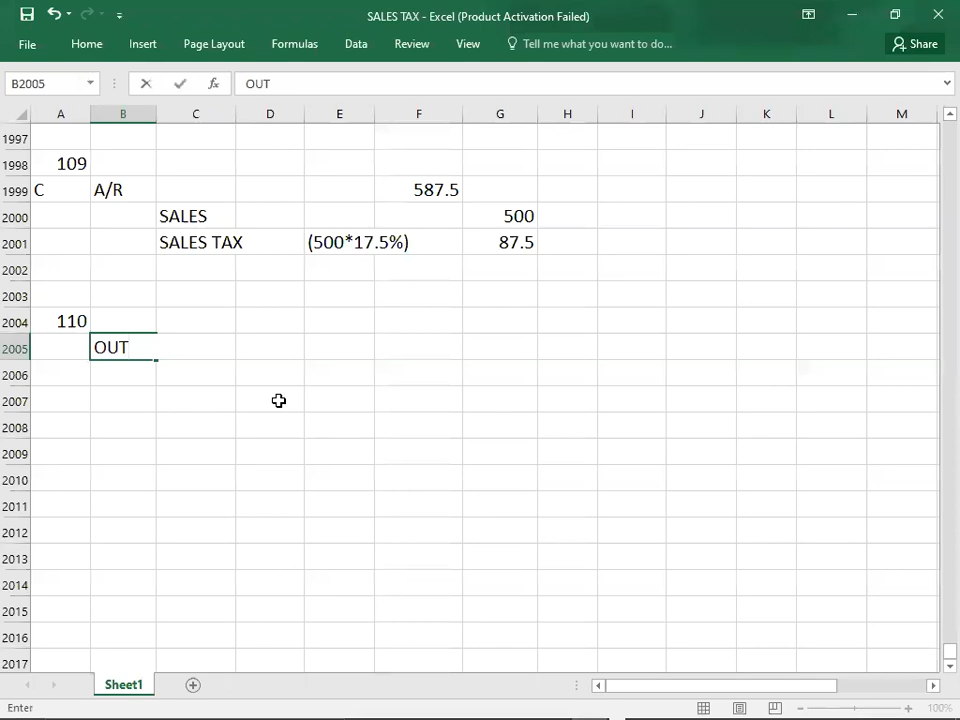 SALES TAX - Excel (Product Activation Failed)
File Home Insert Page Layout Formulas Data Review View Tell me what you want to do... Share
B2005 fx OUT
A B C D E F G H I J K L M
1997
1998 109
1999 C A/R 587.5
2000 SALES 500
2001 SALES TAX (500*17.5%) 87.5
2002
2003
2004 110
2005 OUT
2006
2007
2008
2009
2010
2011
2012
2013
2014
2015
2016
2017
Sheet1
Enter 100%